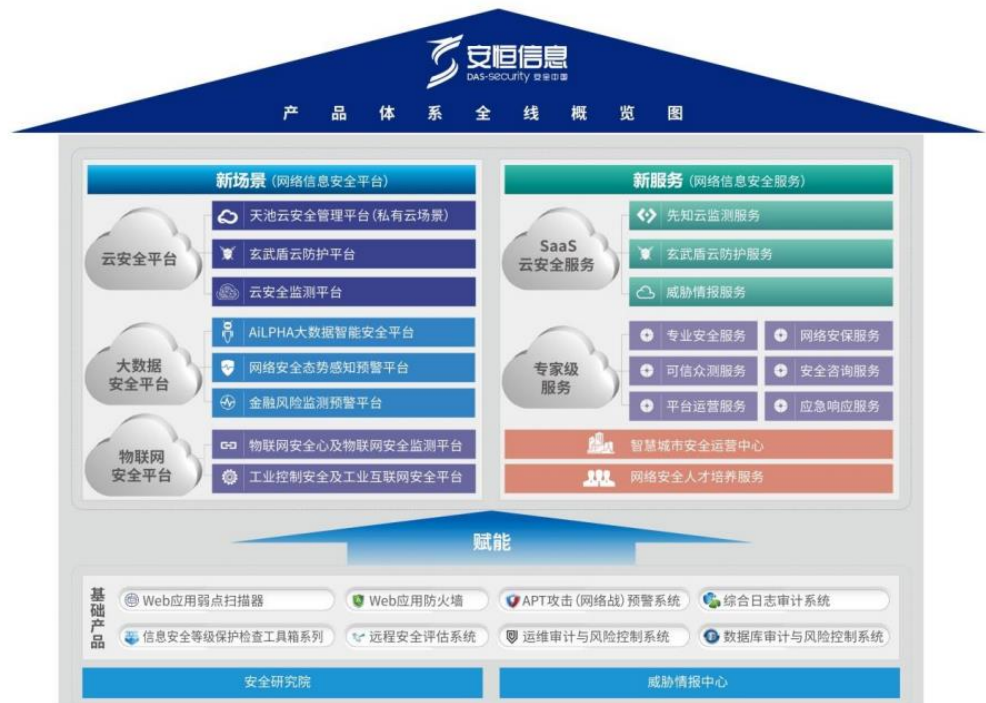 安恒信息
DAS-security 安全中国
产品体系全线概览图
新场景（网络信息安全平台）
云安全平台
天池云安全管理平台（私有云场景）
玄武盾云防护平台
云安全监测平台
大数据
安全平台
AiLPHA大数据智能安全平台
网络安全态势感知预警平台
金融风险监测预警平台
物联网
安全平台
物联网安全心及物联网安全监测平台
工业控制安全及工业互联网安全平台
新服务（网络信息安全服务）
SaaS
云安全服务
先知云监测服务
玄武盾云防护服务
威胁情报服务
专家级
服务
专业安全服务
网络安保服务
可信众测服务
安全咨询服务
平台运营服务
应急响应服务
智慧城市安全运营中心
网络安全人才培养服务
赋能
基础产品
Web应用弱点扫描器
Web应用防火墙
APT攻击（网络战）预警系统
综合日志审计系统
信息安全等级保护检查工具箱系列
远程安全评估系统
运维审计与风险控制系统
数据库审计与风险控制系统
安全研究院
威胁情报中心